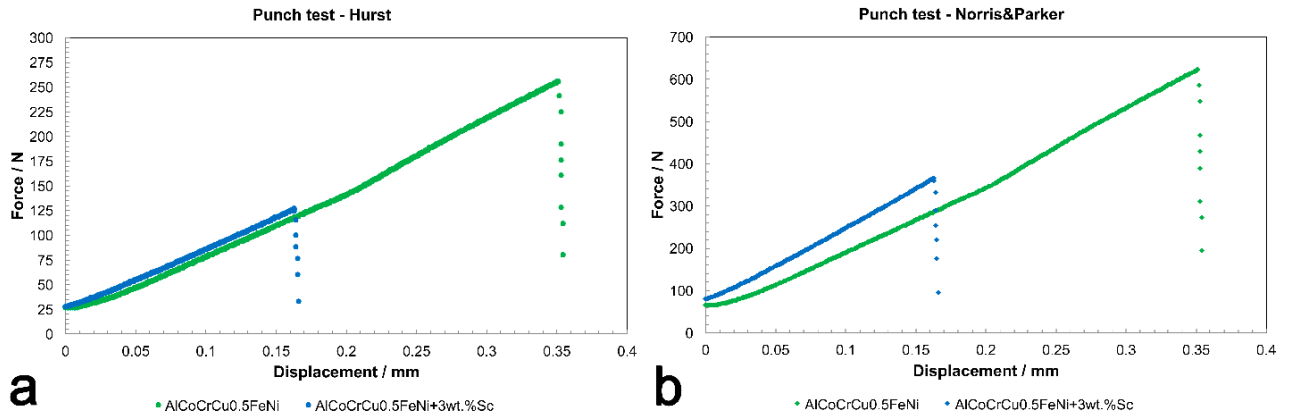 Punch test - Hurst
300
275
250
225
200
175
150
125
100
75
50
25
0
Force / N
0 0.05 0.1 0.15 0.2 0.25 0.3 0.35 0.4
Displacement / mm
AlCoCrCu0.5FeNi AlCoCrCu0.5FeNi+3wt.%Sc
a
Punch test - Norris&Parker
700
600
500
400
300
200
100
0
Force / N
0 0.05 0.1 0.15 0.2 0.25 0.3 0.35 0.4
Displacement / mm
AlCoCrCu0.5FeNi AlCoCrCu0.5FeNi+3wt.%Sc
b